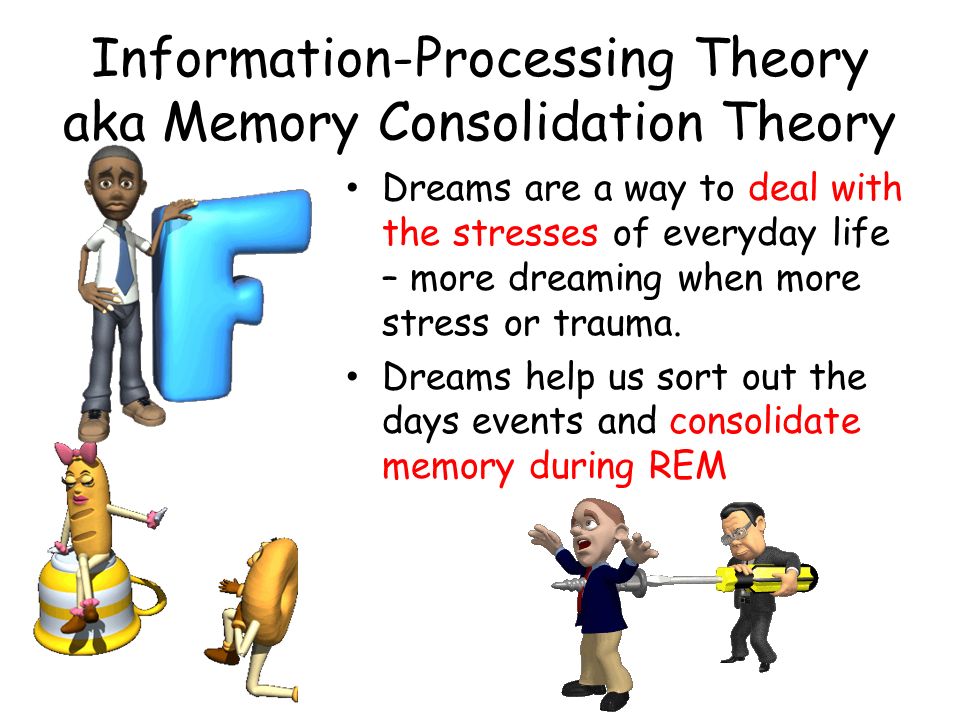 Information-Processing Theory
aka Memory Consolidation Theory
• Dreams are a way to deal with
the stresses of everyday life
– more dreaming when more
stress or trauma.
• Dreams help us sort out the
days events and consolidate
memory during REM
F